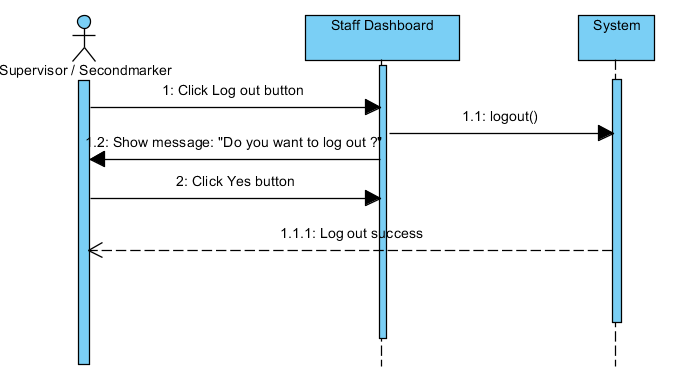 Staff Dashboard
System
Supervisor / Secondmarker
1: Click Log out button
1.1: logout()
1.2: Show message: "Do you want to log out ?"
2: Click Yes button
1.1.1: Log out success